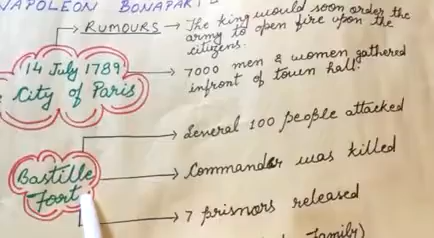 NAPOLEON BONAPART
RUMOURS → The king would soon order the
army to open fire upon the
citizens.
14 July 1789
City of Paris
7000 men & women gathered
infront of town hall.
Several 100 people attacked
Bastille
Fort
Commander was killed
7 prisnors released
Family)